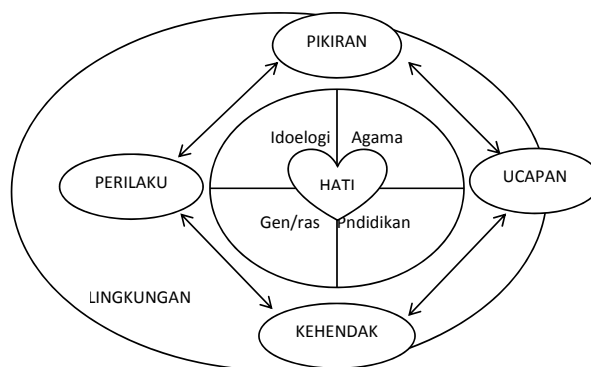 PIKIRAN
Idoelogi Agama
PERILAKU
HATI
UCAPAN
Gen/ras Pndidikan
LINGKUNGAN
KEHENDAK